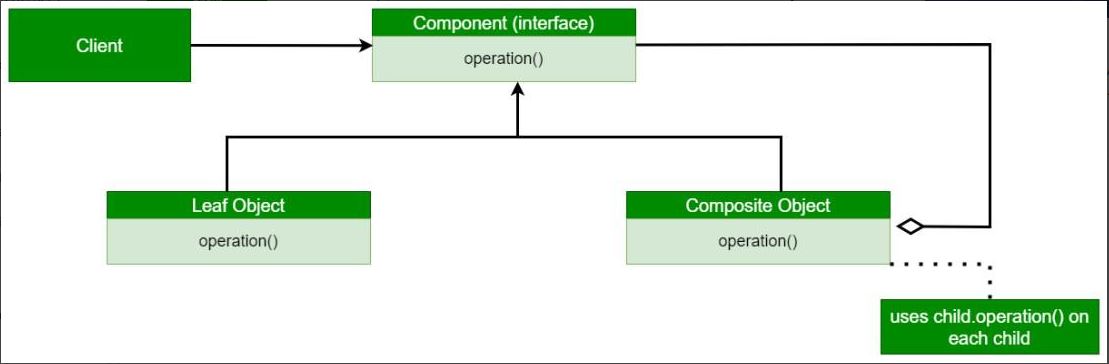 Client
Component (interface)
operation()
Leaf Object
operation()
Composite Object
operation()
uses child.operation() on
each child